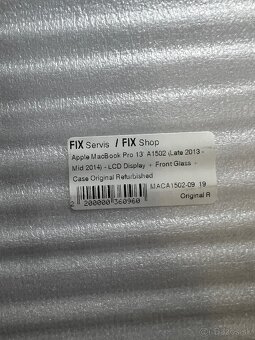 FIX Servis / FIX Shop
Apple MacBook Pro 13' A1502 (Late 2013 -
Mid 2014) - LCD Display + Front Glass +
Case Original Refurbished
MACA1502-09 19
2 200000 360960
Original R